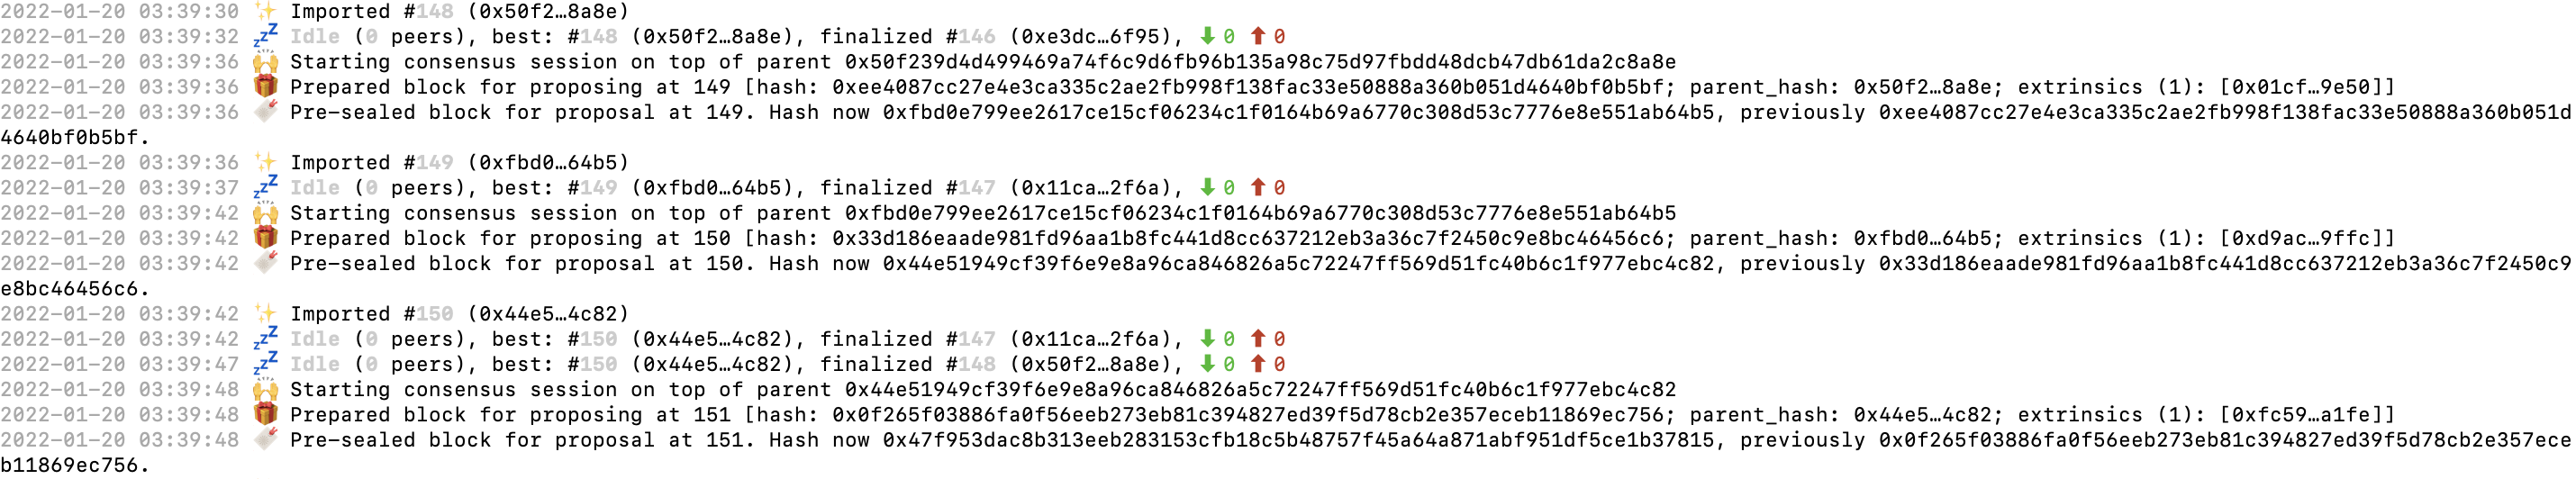 2022-01-20 03:39:30 ✨ Imported #148 (0x50f2…8a8e)
2022-01-20 03:39:32 💤 Idle (0 peers), best: #148 (0x50f2…8a8e), finalized #146 (0xe3dc…6f95), ⬇ 0 ⬆ 0
2022-01-20 03:39:36 🙌 Starting consensus session on top of parent 0x50f239d4d499469a74f6c9d6fb96b135a98c75d97fbdd48dcb47db61da2c8a8e
2022-01-20 03:39:36 🎁 Prepared block for proposing at 149 [hash: 0xee4087cc27e4e3ca335c2ae2fb998f138fac33e50888a360b051d4640bf0b5bf; parent_hash: 0x50f2…8a8e; extrinsics (1): [0x01cf…9e50]]
2022-01-20 03:39:36 🔖 Pre-sealed block for proposal at 149. Hash now 0xfbd0e799ee2617ce15cf06234c1f0164b69a6770c308d53c7776e8e551ab64b5, previously 0xee4087cc27e4e3ca335c2ae2fb998f138fac33e50888a360b051d
4640bf0b5bf.
2022-01-20 03:39:36 ✨ Imported #149 (0xfbd0…64b5)
2022-01-20 03:39:37 💤 Idle (0 peers), best: #149 (0xfbd0…64b5), finalized #147 (0x11ca…2f6a), ⬇ 0 ⬆ 0
2022-01-20 03:39:42 🙌 Starting consensus session on top of parent 0xfbd0e799ee2617ce15cf06234c1f0164b69a6770c308d53c7776e8e551ab64b5
2022-01-20 03:39:42 🎁 Prepared block for proposing at 150 [hash: 0x33d186eaade981fd96aa1b8fc441d8cc637212eb3a36c7f2450c9e8bc46456c6; parent_hash: 0xfbd0…64b5; extrinsics (1): [0xd9ac…9ffc]]
2022-01-20 03:39:42 🔖 Pre-sealed block for proposal at 150. Hash now 0x44e51949cf39f6e9e8a96ca846826a5c72247ff569d51fc40b6c1f977ebc4c82, previously 0x33d186eaade981fd96aa1b8fc441d8cc637212eb3a36c7f2450c9
e8bc46456c6.
2022-01-20 03:39:42 ✨ Imported #150 (0x44e5…4c82)
2022-01-20 03:39:42 💤 Idle (0 peers), best: #150 (0x44e5…4c82), finalized #147 (0x11ca…2f6a), ⬇ 0 ⬆ 0
2022-01-20 03:39:47 💤 Idle (0 peers), best: #150 (0x44e5…4c82), finalized #148 (0x50f2…8a8e), ⬇ 0 ⬆ 0
2022-01-20 03:39:48 🙌 Starting consensus session on top of parent 0x44e51949cf39f6e9e8a96ca846826a5c72247ff569d51fc40b6c1f977ebc4c82
2022-01-20 03:39:48 🎁 Prepared block for proposing at 151 [hash: 0x0f265f03886fa0f56eeb273eb81c394827ed39f5d78cb2e357eceb11869ec756; parent_hash: 0x44e5…4c82; extrinsics (1): [0xfc59…a1fe]]
2022-01-20 03:39:48 🔖 Pre-sealed block for proposal at 151. Hash now 0x47f953dac8b313eeb283153cfb18c5b48757f45a64a871abf951df5ce1b37815, previously 0x0f265f03886fa0f56eeb273eb81c394827ed39f5d78cb2e357ece
b11869ec756.